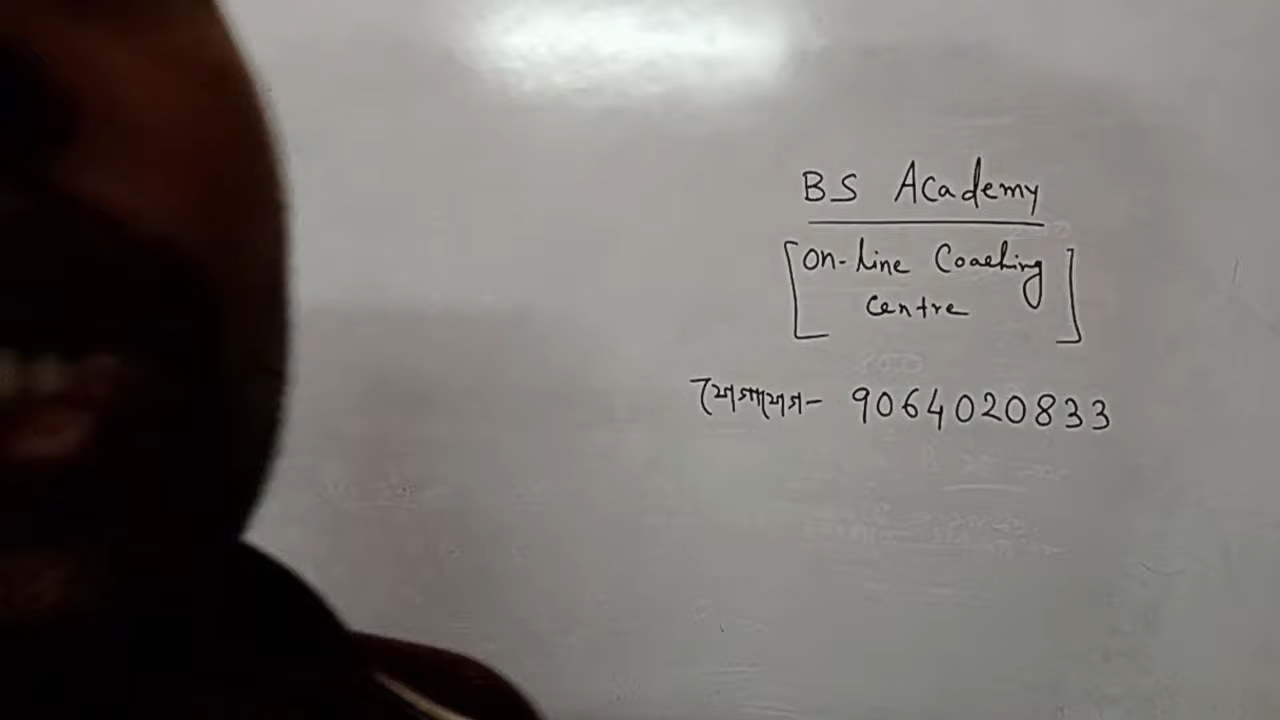 BS Academy
[On-line Coaching
Centre]
যোগাযোগ- 9064020833